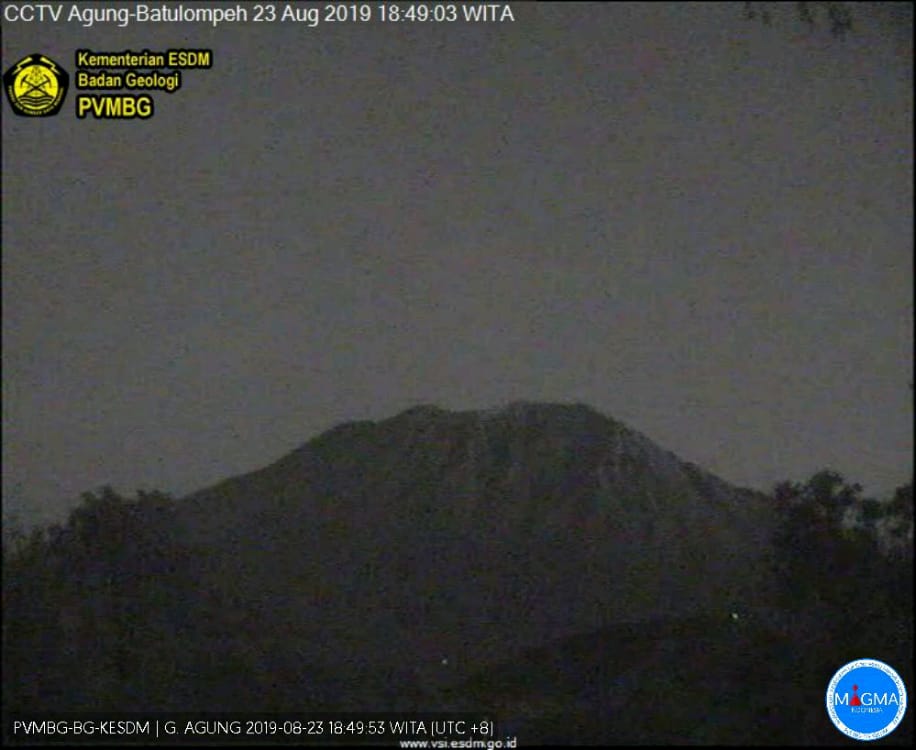 CCTV Agung-Batulompeh 23 Aug 2019 18:49:03 WITA
Kementerian ESDM
Badan Geologi
PVMBG
MAGMA
INDONESIA
PVMBG-BG-KESDM | G. AGUNG 2019-08-23 18:49:53 WITA (UTC +8)
www.vsi.esdm.go.id